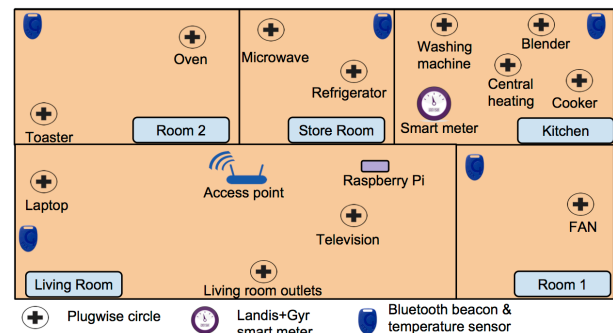 Oven
Toaster
Room 2
Microwave
Refrigerator
Store Room
Washing
machine
Blender
Central
heating
Cooker
Smart meter
Kitchen
Laptop
Access point
Raspberry Pi
Television
Living room outlets
Living Room
FAN
Room 1
Plugwise circle
Landis+Gyr
smart meter
Bluetooth beacon &
temperature sensor